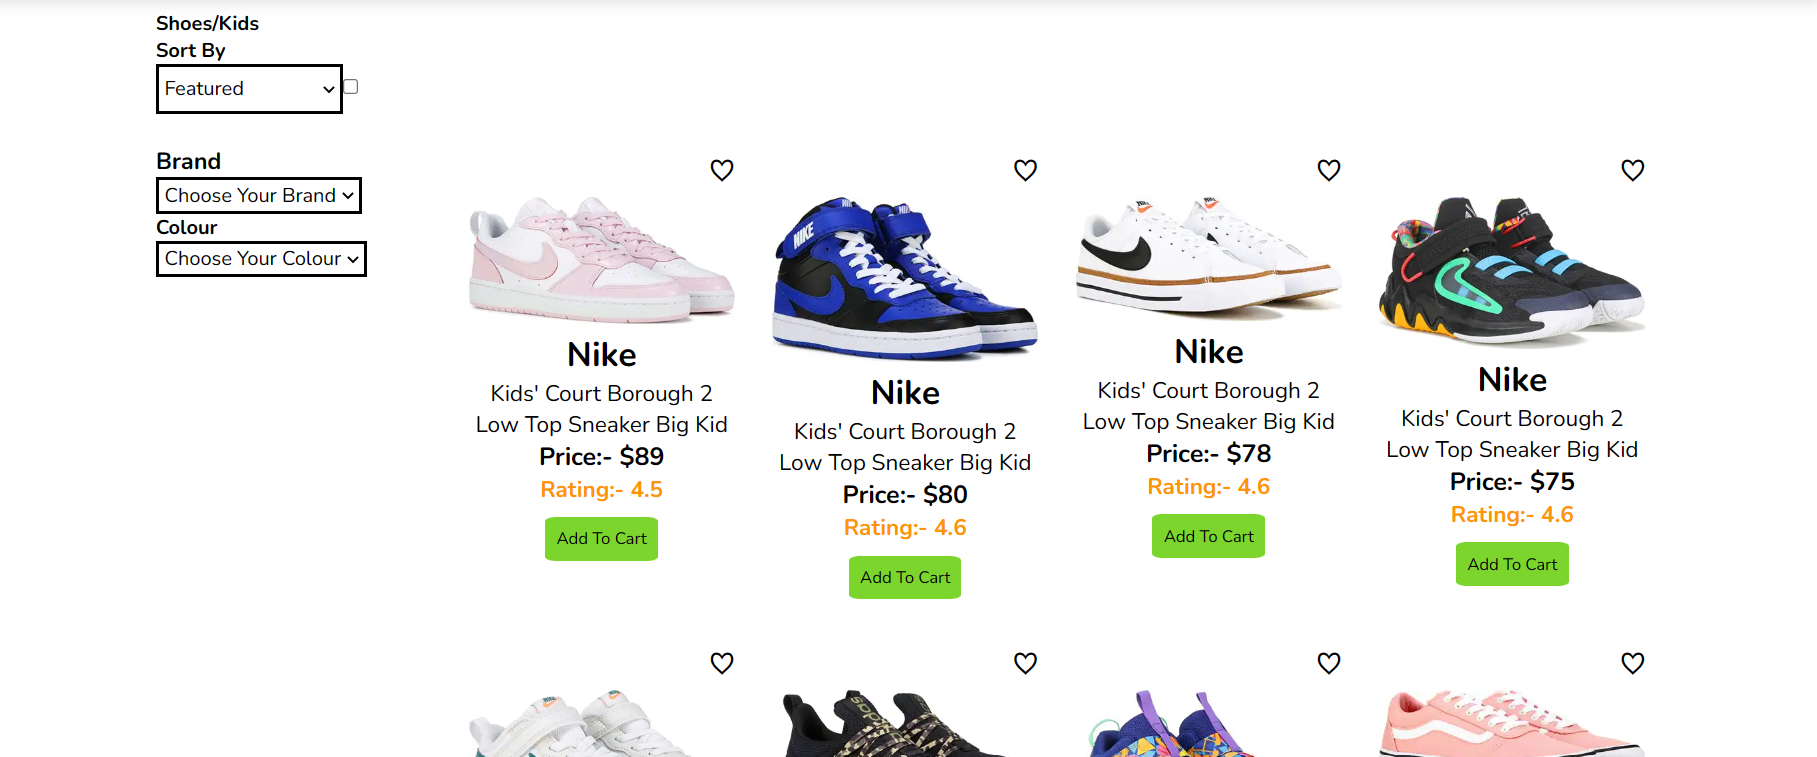 Shoes/Kids
Sort By
Featured
Brand
Choose Your Brand
Colour
Choose Your Colour
NIKE
Nike
Kids' Court Borough 2
Low Top Sneaker Big Kid
Price:- $89
Rating:- 4.5
Add To Cart
Nike
Kids' Court Borough 2
Low Top Sneaker Big Kid
Price:- $80
Rating:- 4.6
Add To Cart
Nike
Kids' Court Borough 2
Low Top Sneaker Big Kid
Price:- $78
Rating:- 4.6
Add To Cart
Nike
Kids' Court Borough 2
Low Top Sneaker Big Kid
Price:- $75
Rating:- 4.6
Add To Cart